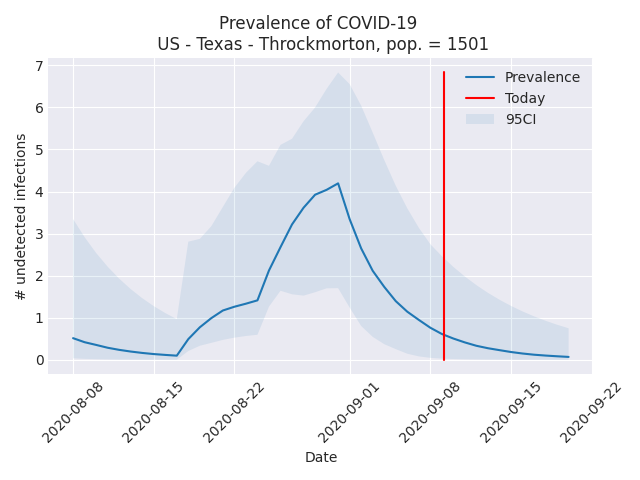 Prevalence of COVID-19
US - Texas - Throckmorton, pop. = 1501
7
6
5
4
3
2
1
0
# undetected infections
Prevalence
Today
95CI
2020-08-08
2020-08-15
2020-08-22
2020-09-01
2020-09-08
2020-09-15
2020-09-22
Date